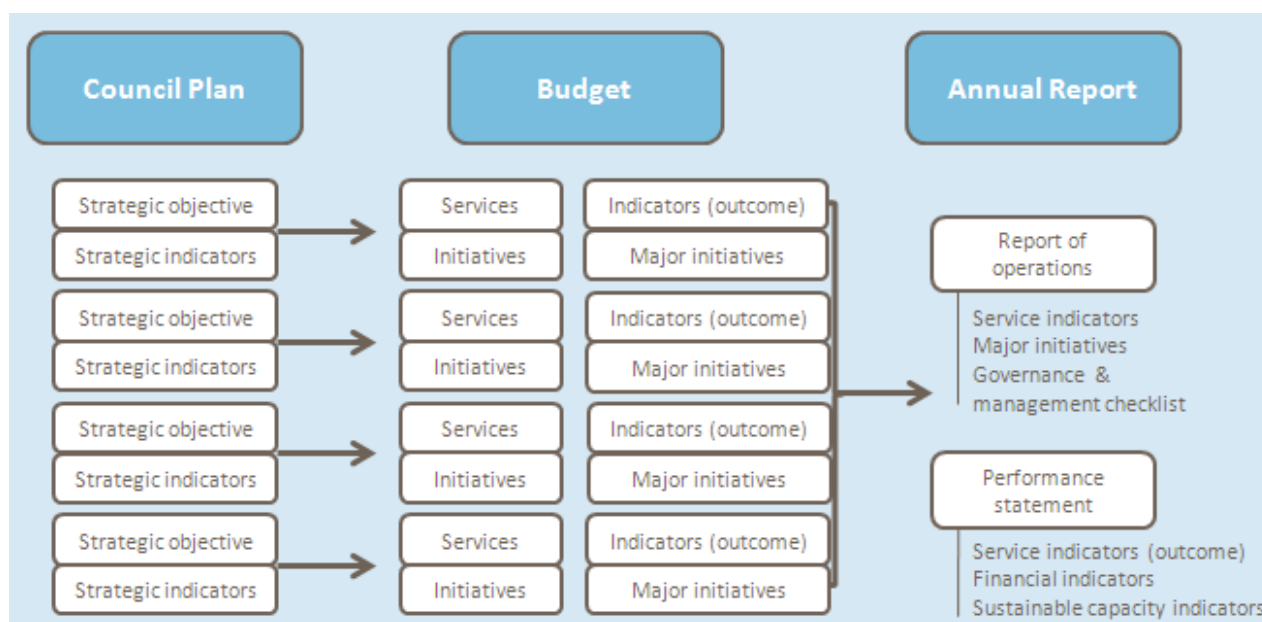 Council Plan
Budget
Annual Report
Strategic objective
Strategic indicators
Services
Initiatives
Indicators (outcome)
Major initiatives
Strategic objective
Strategic indicators
Services
Initiatives
Indicators (outcome)
Major initiatives
Strategic objective
Strategic indicators
Services
Initiatives
Indicators (outcome)
Major initiatives
Strategic objective
Strategic indicators
Services
Initiatives
Indicators (outcome)
Major initiatives
Report of
operations
Service indicators
Major initiatives
Governance &
management checklist
Performance
statement
Service indicators (outcome)
Financial indicators
Sustainable capacity indicators